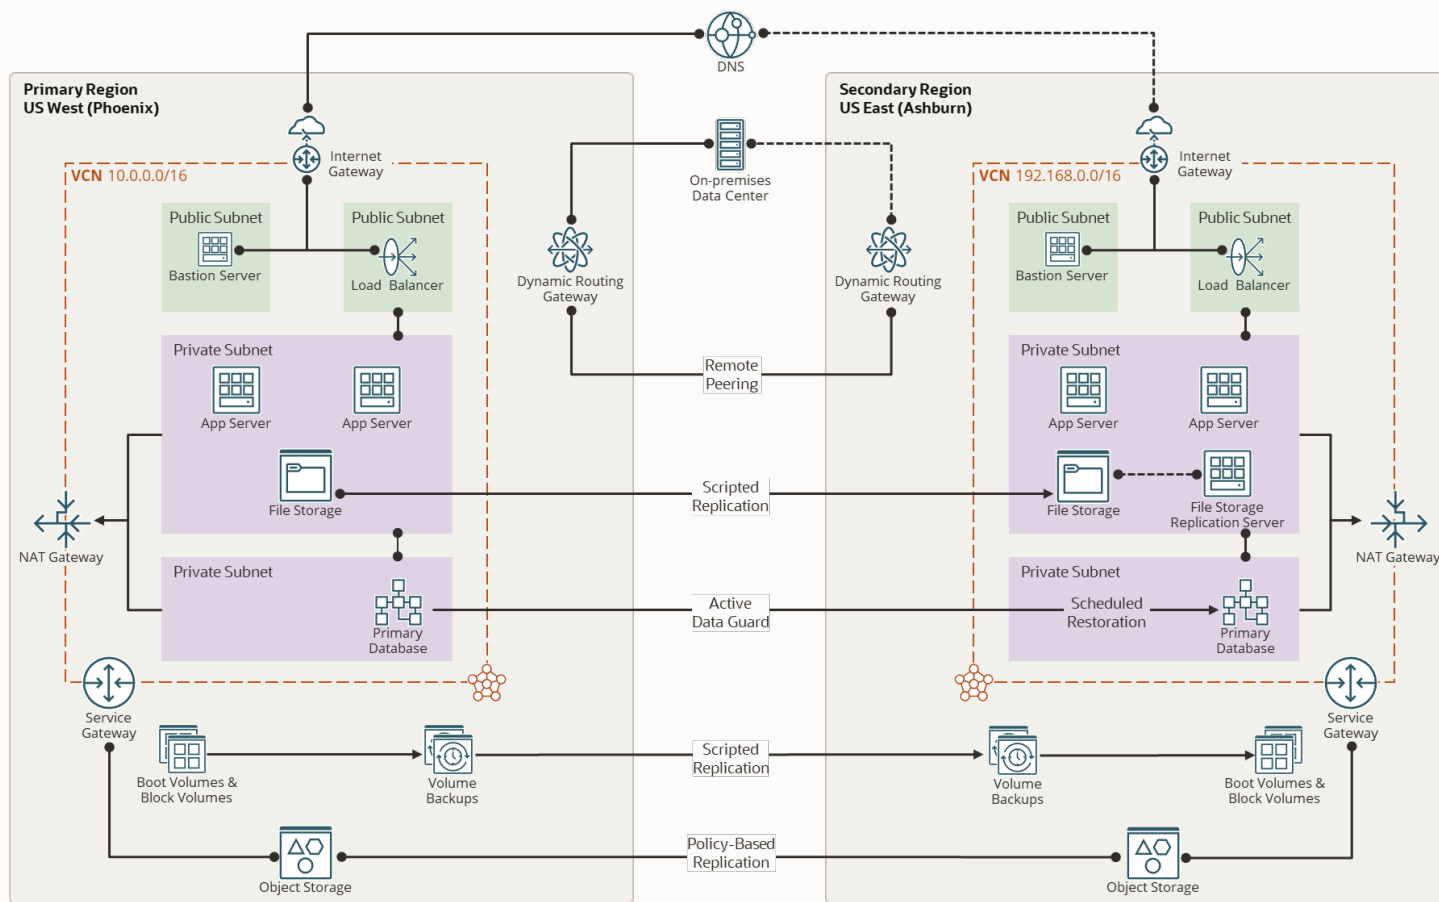 DNS
Primary Region
US West (Phoenix)
Internet
Gateway
VCN 10.0.0.0/16
Public Subnet
Bastion Server
Public Subnet
Load Balancer
Private Subnet
App Server
App Server
File Storage
NAT Gateway
Private Subnet
Primary
Database
Service
Gateway
Boot Volumes &
Block Volumes
Volume
Backups
Object Storage
On-premises
Data Center
Dynamic Routing
Gateway
Dynamic Routing
Gateway
Remote
Peering
Scripted
Replication
Active
Data Guard
Scripted
Replication
Policy-Based
Replication
Secondary Region
US East (Ashburn)
Internet
Gateway
VCN 192.168.0.0/16
Public Subnet
Bastion Server
Public Subnet
Load Balancer
Private Subnet
App Server
App Server
File Storage
File Storage
Replication Server
NAT Gateway
Private Subnet
Scheduled
Restoration
Primary
Database
Service
Gateway
Volume
Backups
Boot Volumes &
Block Volumes
Object Storage